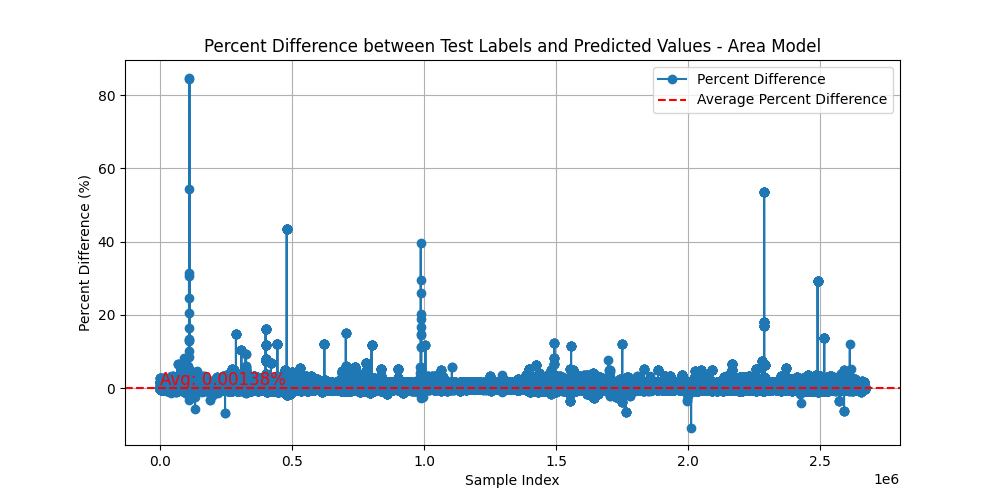 Percent Difference between Test Labels and Predicted Values - Area Model
Percent Difference
Average Percent Difference
Percent Difference (%)
80
60
40
20
0
Avg: 0.00138%
0.0
0.5
1.0
1.5
2.0
2.5
1e6
Sample Index